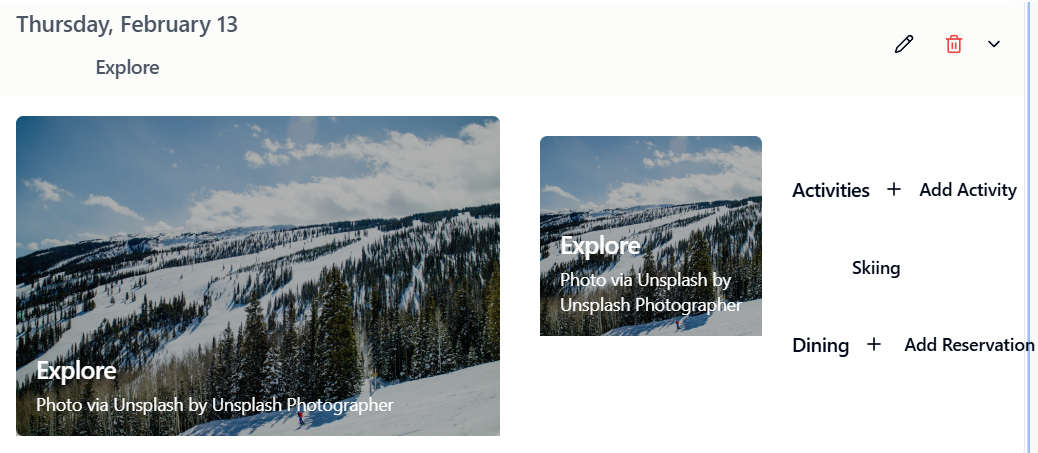 Thursday, February 13
Explore
Explore
Photo via Unsplash by Unsplash Photographer
Explore
Photo via Unsplash by
Unsplash Photographer
Activities + Add Activity
Skiing
Dining + Add Reservation